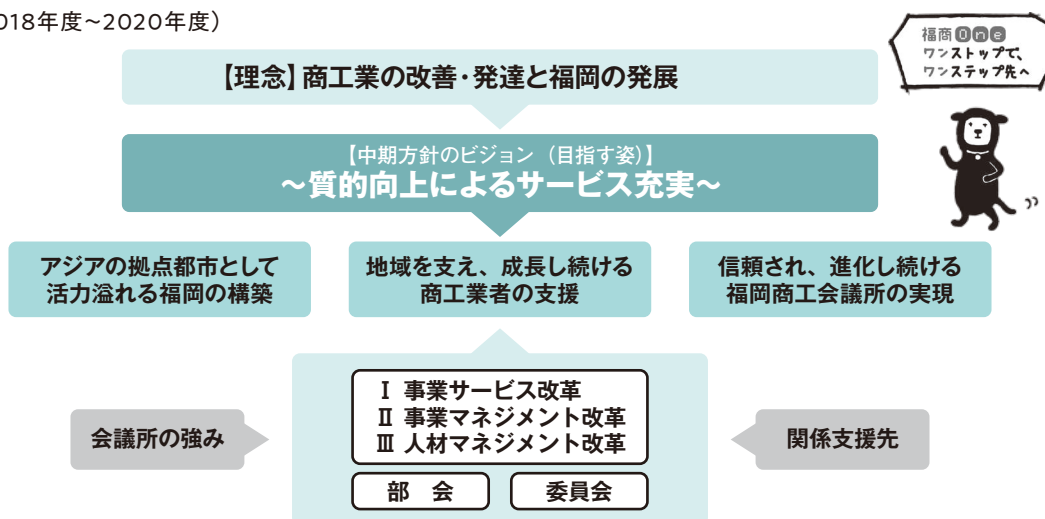 018年度~2020年度）
福商One
ワンストップで、
ワンステップ先へ
【理念】商工業の改善・発達と福岡の発展
【中期方針のビジョン（目指す姿）】
～質的向上によるサービス充実～
アジアの拠点都市として
活力溢れる福岡の構築
地域を支え、成長し続ける
商工業者の支援
信頼され、進化し続ける
福岡商工会議所の実現
Ⅰ 事業サービス改革
Ⅱ 事業マネジメント改革
Ⅲ 人材マネジメント改革
会議所の強み
関係支援先
部　会
委員会